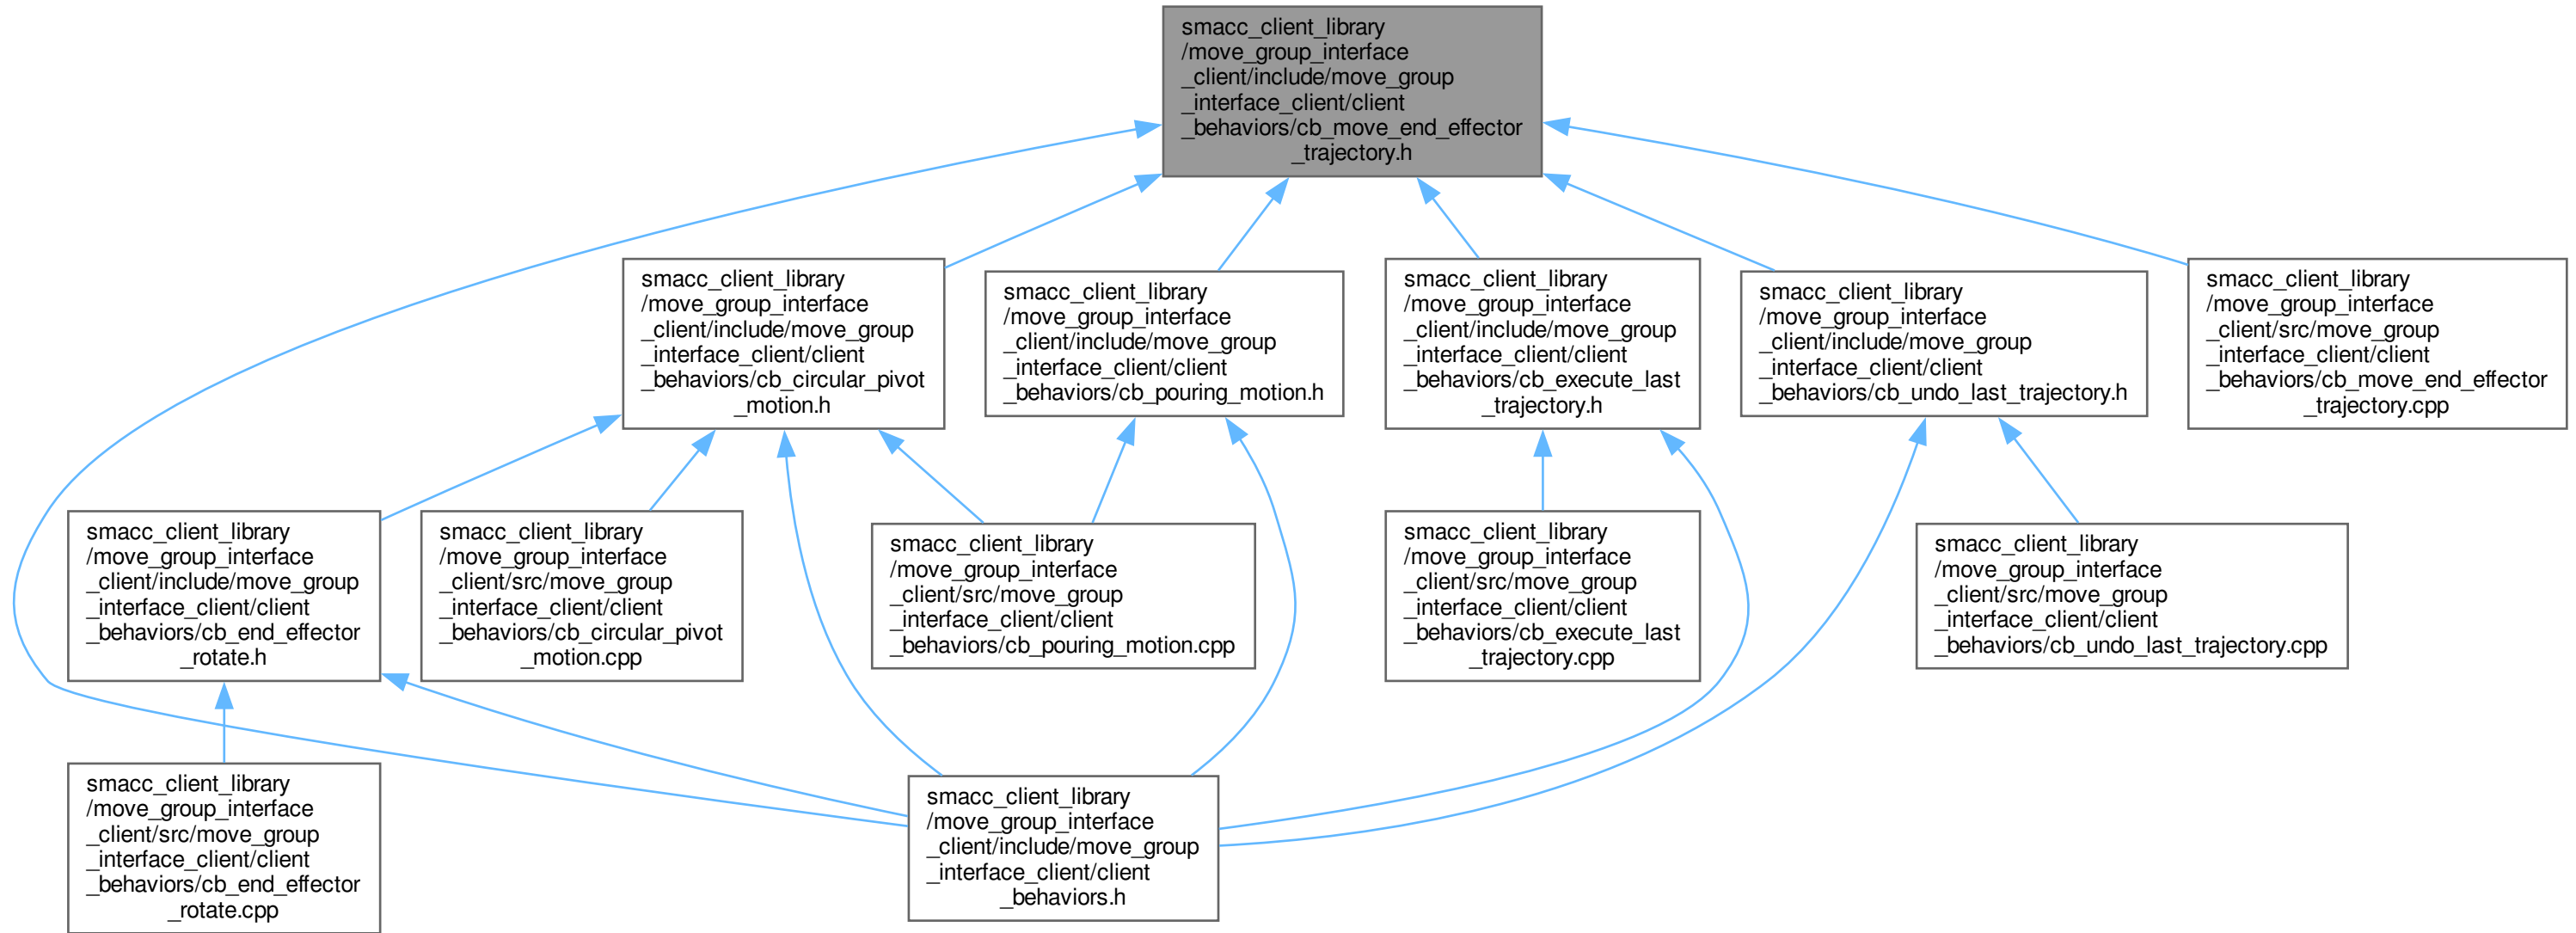 smacc_client_library
/move_group_interface
_client/include/move_group
_interface_client/client
_behaviors/cb_move_end_effector
_trajectory.h
smacc_client_library
/move_group_interface
_client/include/move_group
_interface_client/client
_behaviors/cb_circular_pivot
_motion.h
smacc_client_library
/move_group_interface
_client/include/move_group
_interface_client/client
_behaviors/cb_pouring_motion.h
smacc_client_library
/move_group_interface
_client/include/move_group
_interface_client/client
_behaviors/cb_execute_last
_trajectory.h
smacc_client_library
/move_group_interface
_client/include/move_group
_interface_client/client
_behaviors/cb_undo_last_trajectory.h
smacc_client_library
/move_group_interface
_client/src/move_group
_interface_client/client
_behaviors/cb_move_end_effector
_trajectory.cpp
smacc_client_library
/move_group_interface
_client/include/move_group
_interface_client/client
_behaviors/cb_end_effector
_rotate.h
smacc_client_library
/move_group_interface
_client/src/move_group
_interface_client/client
_behaviors/cb_circular_pivot
_motion.cpp
smacc_client_library
/move_group_interface
_client/src/move_group
_interface_client/client
_behaviors/cb_pouring_motion.cpp
smacc_client_library
/move_group_interface
_client/src/move_group
_interface_client/client
_behaviors/cb_execute_last
_trajectory.cpp
smacc_client_library
/move_group_interface
_client/src/move_group
_interface_client/client
_behaviors/cb_undo_last_trajectory.cpp
smacc_client_library
/move_group_interface
_client/src/move_group
_interface_client/client
_behaviors/cb_end_effector
_rotate.cpp
smacc_client_library
/move_group_interface
_client/include/move_group
_interface_client/client
_behaviors.h